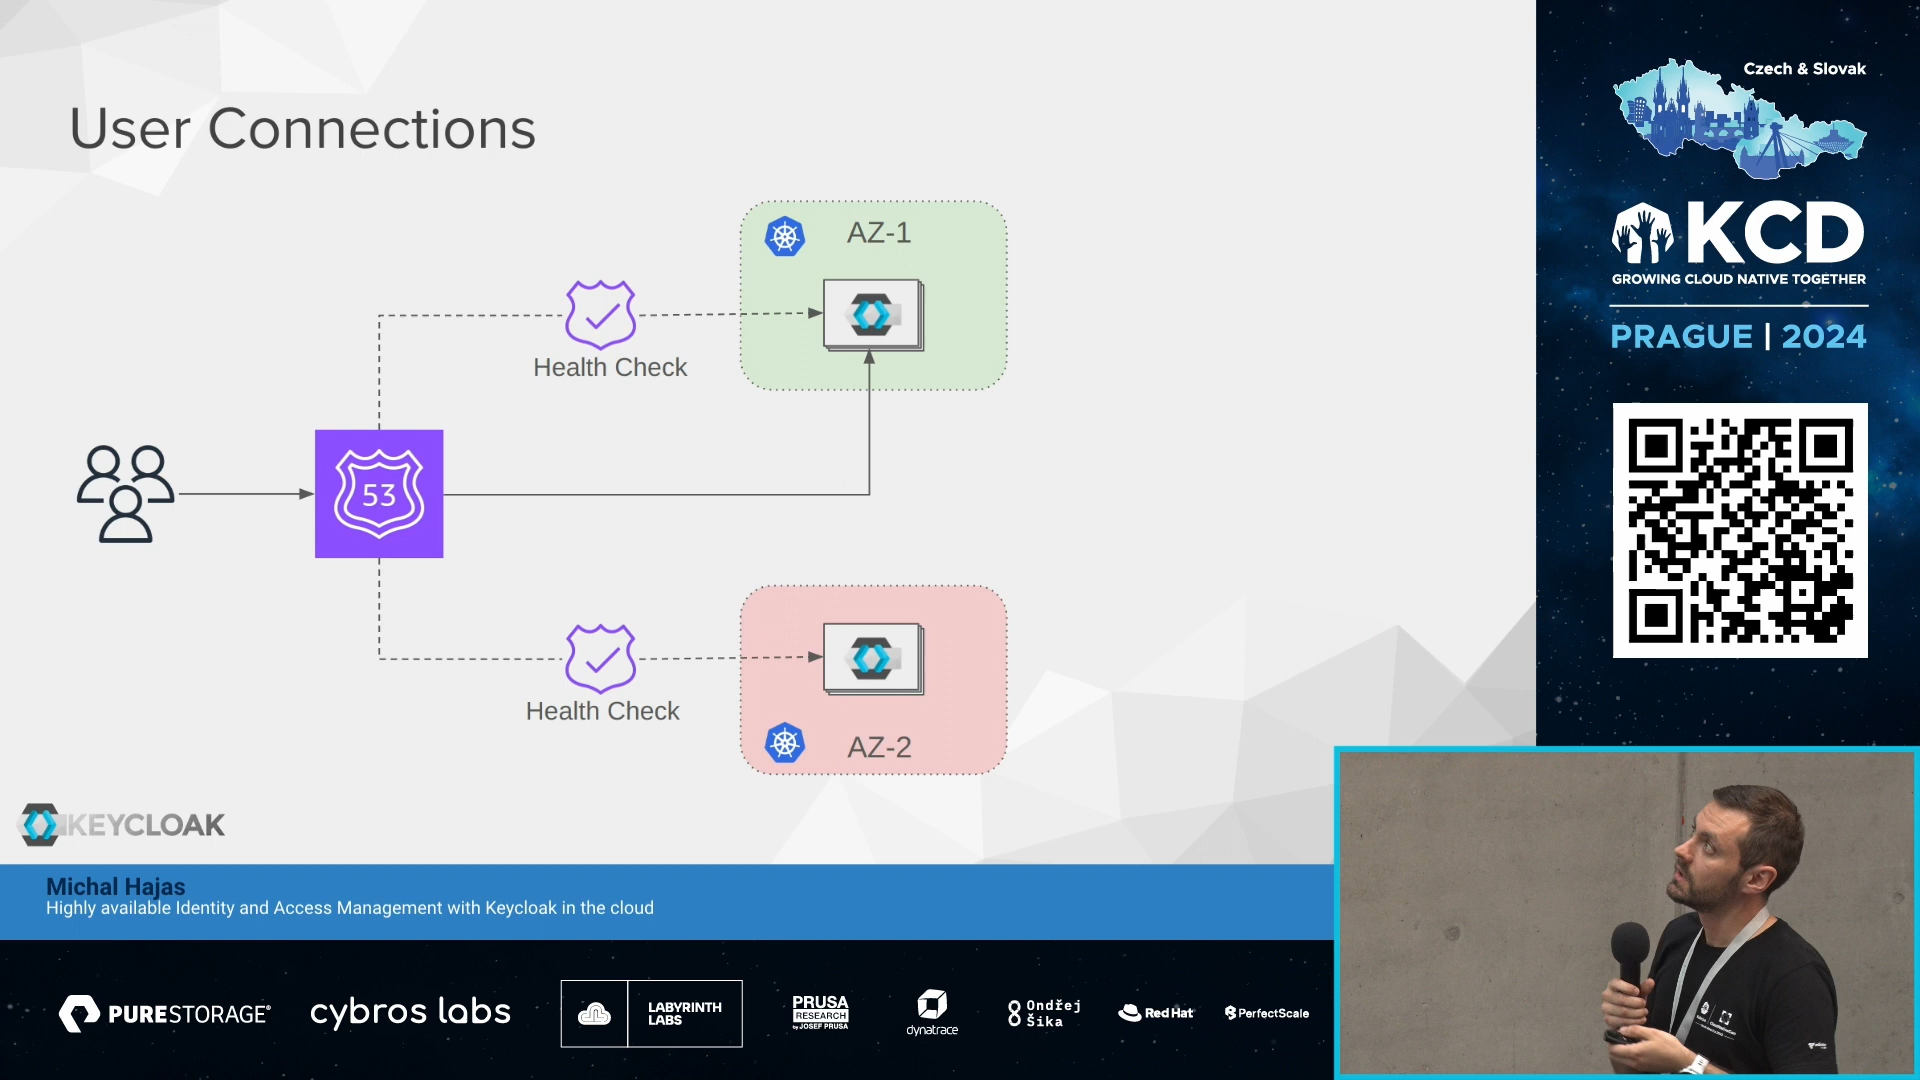 User Connections
AZ-1
Health Check
53
Health Check
AZ-2
KEYCLOAK
Michal Hajas
Highly available Identity and Access Management with Keycloak in the cloud
Czech & Slovak
KCD
GROWING CLOUD NATIVE TOGETHER
PRAGUE | 2024
PURESTORAGE®
cybros labs
LABYRINTH
LABS
PRUSA
RESEARCH
by JOSEF PRUSA
dynatrace
Ondřej
Šika
Red Hat
PerfectScale